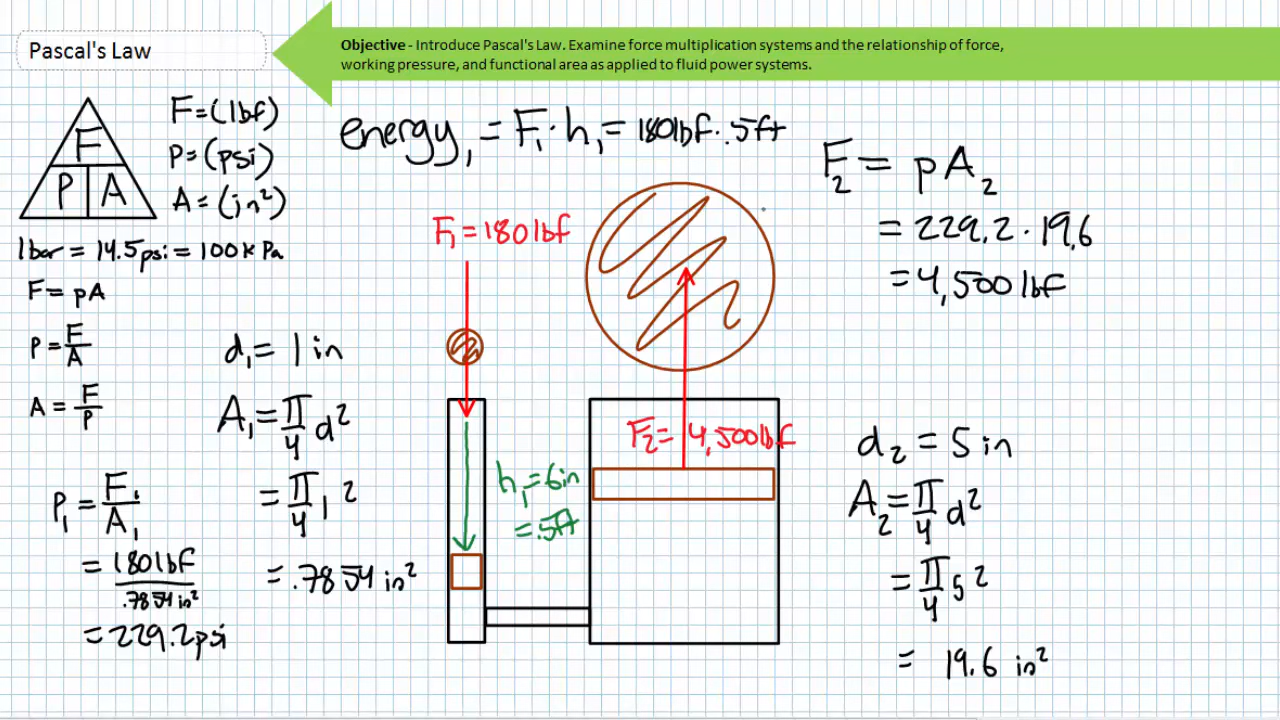 Pascal's Law
Objective - Introduce Pascal's Law. Examine force multiplication systems and the relationship of force,
working pressure, and functional area as applied to fluid power systems.
F
P A
F = (lbf)
P = (psi)
A = (in²)
1bar = 14.5psi = 100kPa
F = pA
P = F/A
A = F/P
P₁ = F₁/A₁
= 180lbf/.7854in²
= 229.2psi
d₁ = 1 in
A₁ = π/4 d²
= π/4 1²
= .7854 in²
energy₁ = F₁·h₁ = 180lbf·.5ft
F₁ = 180lbf
F₂ = 4,500lbf
h₁ = 6in
= .5ft
F₂ = pA₂
= 229.2·19.6
= 4,500lbf
d₂ = 5in
A₂ = π/4 d²
= π/4 5²
= 19.6 in²